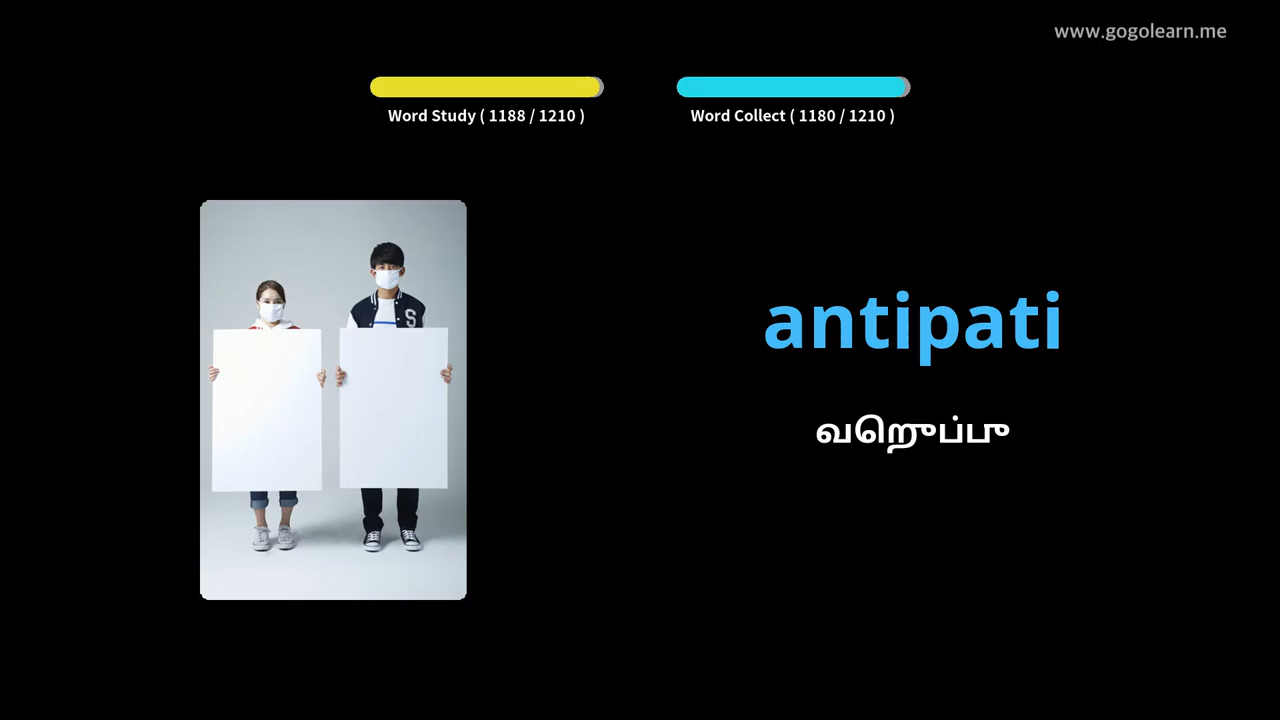 www.gogolearn.me
Word Study ( 1188 / 1210 )
Word Collect ( 1180 / 1210 )
S
antipati
வெறுப்பு